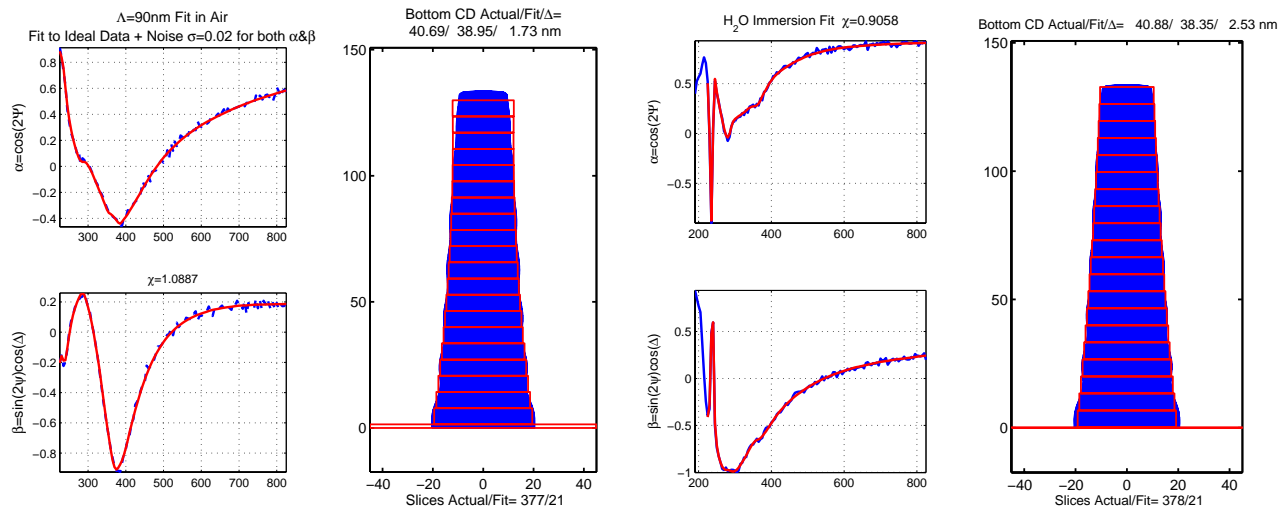 Λ=90nm Fit in Air
Fit to Ideal Data + Noise σ=0.02 for both α&β
α=cos(2Ψ)
0.8
0.6
0.4
0.2
0
−0.2
−0.4
300 400 500 600 700 800
χ=1.0887
β=sin(2ψ)cos(Δ)
0.2
0
−0.2
−0.4
−0.6
−0.8
300 400 500 600 700 800
Bottom CD Actual/Fit/Δ=
40.69/ 38.95/ 1.73 nm
150
100
50
0
−40 −20 0 20 40
Slices Actual/Fit= 377/21
H2O Immersion Fit χ=0.9058
α=cos(2Ψ)
0.5
0
−0.5
200 400 600 800
β=sin(2ψ)cos(Δ)
0.5
0
−0.5
−1
200 400 600 800
Bottom CD Actual/Fit/Δ= 40.88/ 38.35/ 2.53 nm
150
100
50
0
−40 −20 0 20 40
Slices Actual/Fit= 378/21